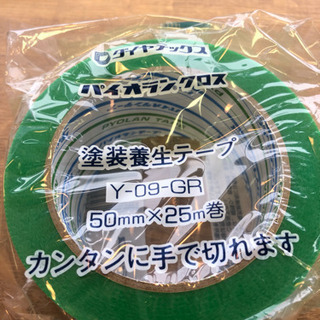 ダイヤテックス
パイオランクロス
PYOLAN TAPE
塗装養生テープ
Y-09-GR
50mm×25m巻
カンタンに手で切れます